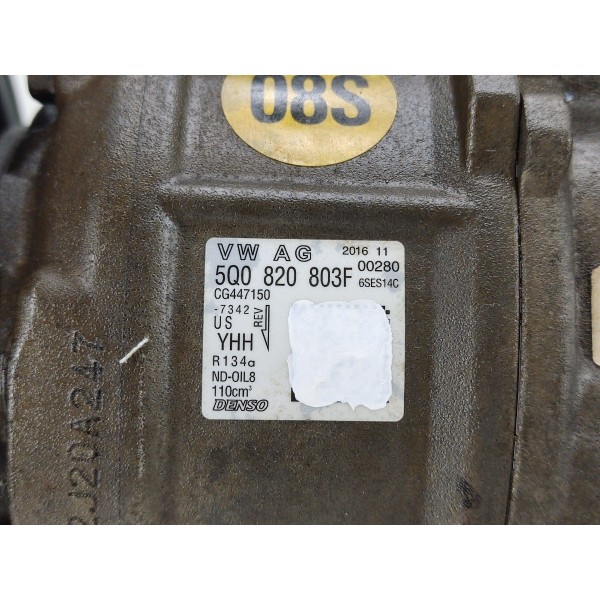 08S
VW AG 2016 11
5Q0 820 803F 00280
CG447150 6SES14C
-7342
US REV
YHH
R134a
ND-OIL8
110cm³
DENSO
2J20A247